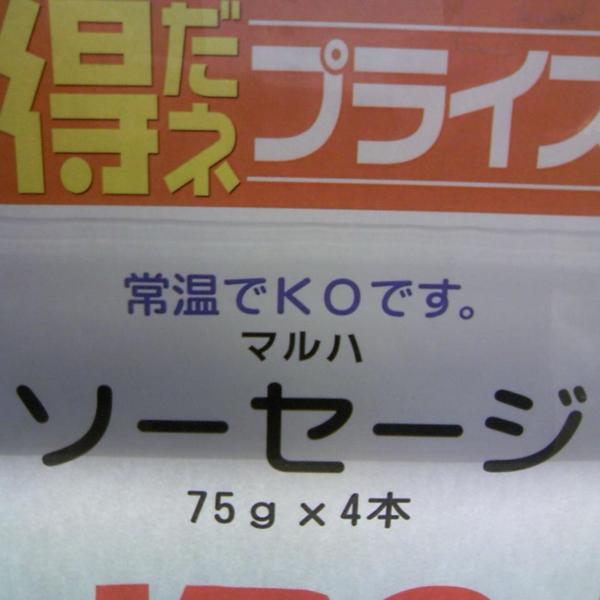 得だネプライス
常温でKOです。
マルハ
ソーセージ
75g×4本